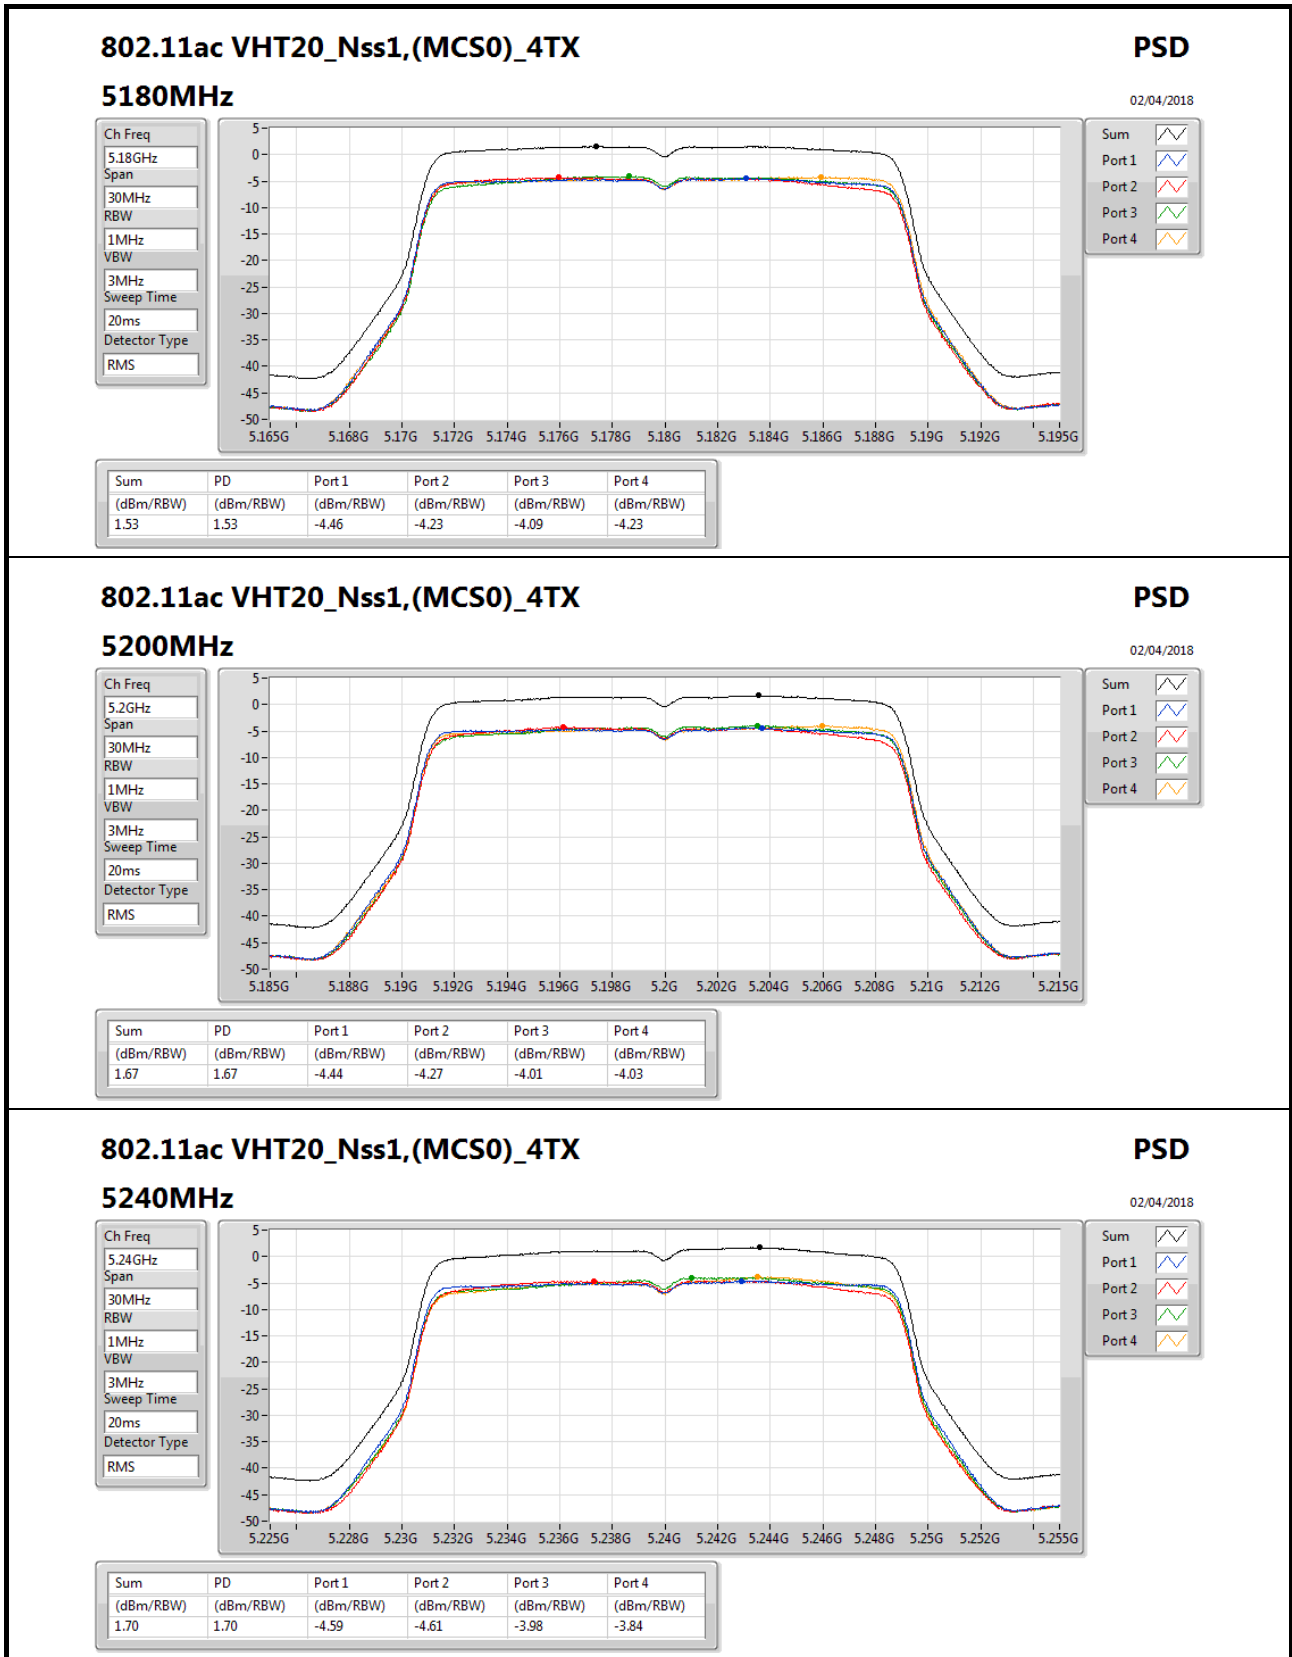 802.11ac VHT20_Nss1,(MCS0)_4TX PSD
5180MHz 02/04/2018
Ch Freq
5.18GHz
Span
30MHz
RBW
1MHz
VBW
3MHz
Sweep Time
20ms
Detector Type
RMS
5
0
-5
-10
-15
-20
-25
-30
-35
-40
-45
-50
5.165G 5.168G 5.17G 5.172G 5.174G 5.176G 5.178G 5.18G 5.182G 5.184G 5.186G 5.188G 5.19G 5.192G 5.195G
Sum
Port 1
Port 2
Port 3
Port 4
Sum PD Port 1 Port 2 Port 3 Port 4
(dBm/RBW) (dBm/RBW) (dBm/RBW) (dBm/RBW) (dBm/RBW) (dBm/RBW)
1.53 1.53 -4.46 -4.23 -4.09 -4.23
802.11ac VHT20_Nss1,(MCS0)_4TX PSD
5200MHz 02/04/2018
Ch Freq
5.2GHz
Span
30MHz
RBW
1MHz
VBW
3MHz
Sweep Time
20ms
Detector Type
RMS
5
0
-5
-10
-15
-20
-25
-30
-35
-40
-45
-50
5.185G 5.188G 5.19G 5.192G 5.194G 5.196G 5.198G 5.2G 5.202G 5.204G 5.206G 5.208G 5.21G 5.212G 5.215G
Sum
Port 1
Port 2
Port 3
Port 4
Sum PD Port 1 Port 2 Port 3 Port 4
(dBm/RBW) (dBm/RBW) (dBm/RBW) (dBm/RBW) (dBm/RBW) (dBm/RBW)
1.67 1.67 -4.44 -4.27 -4.01 -4.03
802.11ac VHT20_Nss1,(MCS0)_4TX PSD
5240MHz 02/04/2018
Ch Freq
5.24GHz
Span
30MHz
RBW
1MHz
VBW
3MHz
Sweep Time
20ms
Detector Type
RMS
5
0
-5
-10
-15
-20
-25
-30
-35
-40
-45
-50
5.225G 5.228G 5.23G 5.232G 5.234G 5.236G 5.238G 5.24G 5.242G 5.244G 5.246G 5.248G 5.25G 5.252G 5.255G
Sum
Port 1
Port 2
Port 3
Port 4
Sum PD Port 1 Port 2 Port 3 Port 4
(dBm/RBW) (dBm/RBW) (dBm/RBW) (dBm/RBW) (dBm/RBW) (dBm/RBW)
1.70 1.70 -4.59 -4.61 -3.98 -3.84